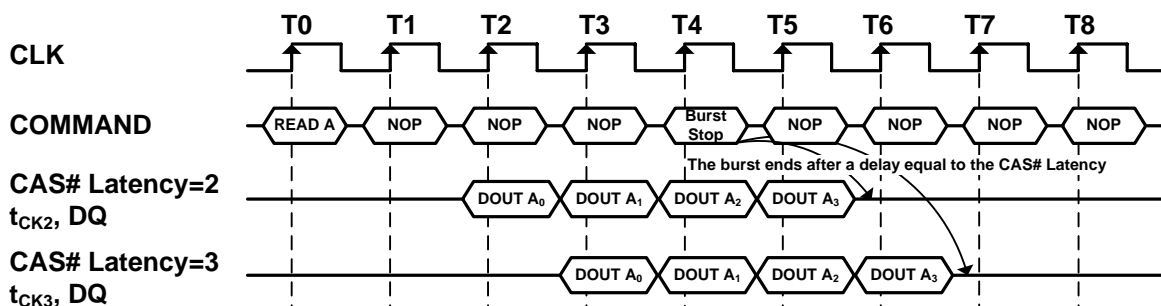 T0 T1 T2 T3 T4 T5 T6 T7 T8
CLK
COMMAND READ A NOP NOP NOP Burst Stop NOP NOP NOP NOP
The burst ends after a delay equal to the CAS# Latency
CAS# Latency=2
tCK2, DQ DOUT A0 DOUT A1 DOUT A2 DOUT A3
CAS# Latency=3
tCK3, DQ DOUT A0 DOUT A1 DOUT A2 DOUT A3